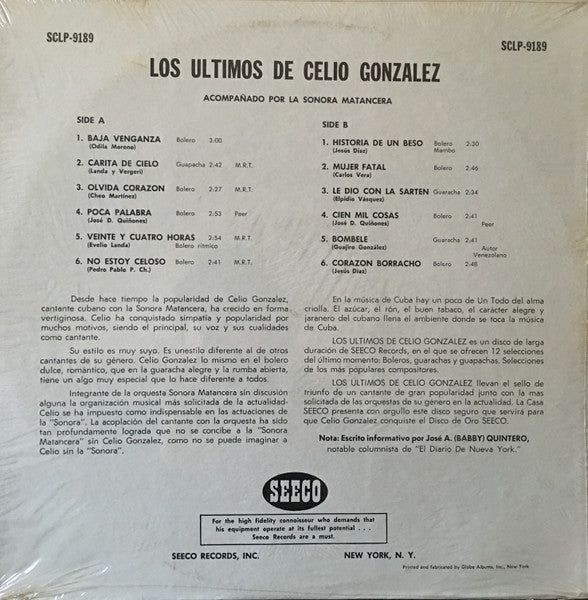 SCLP-9189
SCLP-9189
LOS ULTIMOS DE CELIO GONZALEZ
ACOMPAÑADO POR LA SONORA MATANCERA
SIDE A
1. BAJA VENGANZA Bolero 3:00
(Odila Moreno)
2. CARITA DE CIELO Guapacha 2:42 M.R.T.
(Landa y Vergeri)
3. OLVIDA CORAZON Bolero 2:27 M.R.T.
(Cheo Martínez)
4. POCA PALABRA Bolero 2:53 Peer
(José D. Quiñones)
5. VEINTE Y CUATRO HORAS 2:54 M.R.T.
(Evelio Landa) Bolero rítmico
6. NO ESTOY CELOSO Bolero 2:41 M.R.T.
(Pedro Pablo P. Ch.)
SIDE B
1. HISTORIA DE UN BESO Bolero 2:30
(Jesús Díaz) Mambo
2. MUJER FATAL Bolero 2:46
(Carlos Vera)
3. LE DIO CON LA SARTEN Guaracha 2:34
(Elpidio Vásquez)
4. CIEN MIL COSAS Bolero 2:41
(José D. Quiñones) Peer
5. BOMBELE Guaracha 2:41
(Guajiro González) Autor
Venezolano
6. CORAZON BORRACHO Bolero 2:48
(Jesús Díaz)
Desde hace tiempo la popularidad de Celio Gonzalez,
cantante cubano con la Sonora Matancera, ha crecido en forma
vertiginosa. Celio ha conquistado simpatía y popularidad por
muchos motivos, siendo el principal, su voz y sus cualidades
como cantante.
Su estilo es muy suyo. Es unestilo diferente al de otros
cantantes de su género. Celio Gonzalez lo mismo en el bolero
dulce, romántico, que en la guaracha alegre y la rumba abierta,
tiene un algo muy especial que lo hace diferente a todos.
Integrante de la orquesta Sonora Matancera sin discusión
alguna la organización musical más solicitada de la actualidad-
Celio se ha impuesto como indispensable en las actuaciones de
la "Sonora". La acoplación del cantante con la orquesta ha sido
tan profundamente lograda que no se concibe a la "Sonora
Matancera" sin Celio Gonzalez, como no se puede imaginar a
Celio sin la "Sonora".
En la música de Cuba hay un poco de Un Todo del alma
criolla. El azúcar, el rón, el buen tabaco, el carácter alegre y
jaranero del cubano llena el ambiente donde se toca la música
de Cuba.
LOS ULTIMOS DE CELIO GONZALEZ es un disco de larga
duración de SEECO Records, en el que se ofrecen 12 selecciones
del último momento: Boleros, guarachas y guapachas. Selecciones
de los más populares compositores.
LOS ULTIMOS DE CELIO GONZALEZ llevan el sello de
triunfo de un cantante de gran popularidad junto con la mas
solicitada de las orquestas de su género en la actualidad. La Casa
SEECO presenta con orgullo este disco seguro que servirá para
que Celio Gonzalez conquiste el Disco de Oro SEECO.
Nota: Escrito informativo por José A. (BABBY) QUINTERO,
notable columnista de "El Diario De Nueva York."
SEECO
For the high fidelity connoisseur who demands that
his equipment operate at its fullest potential . . .
Seeco Records are a must.
SEECO RECORDS, INC. NEW YORK, N. Y.
Printed and fabricated by Globe Albums, Inc., New York